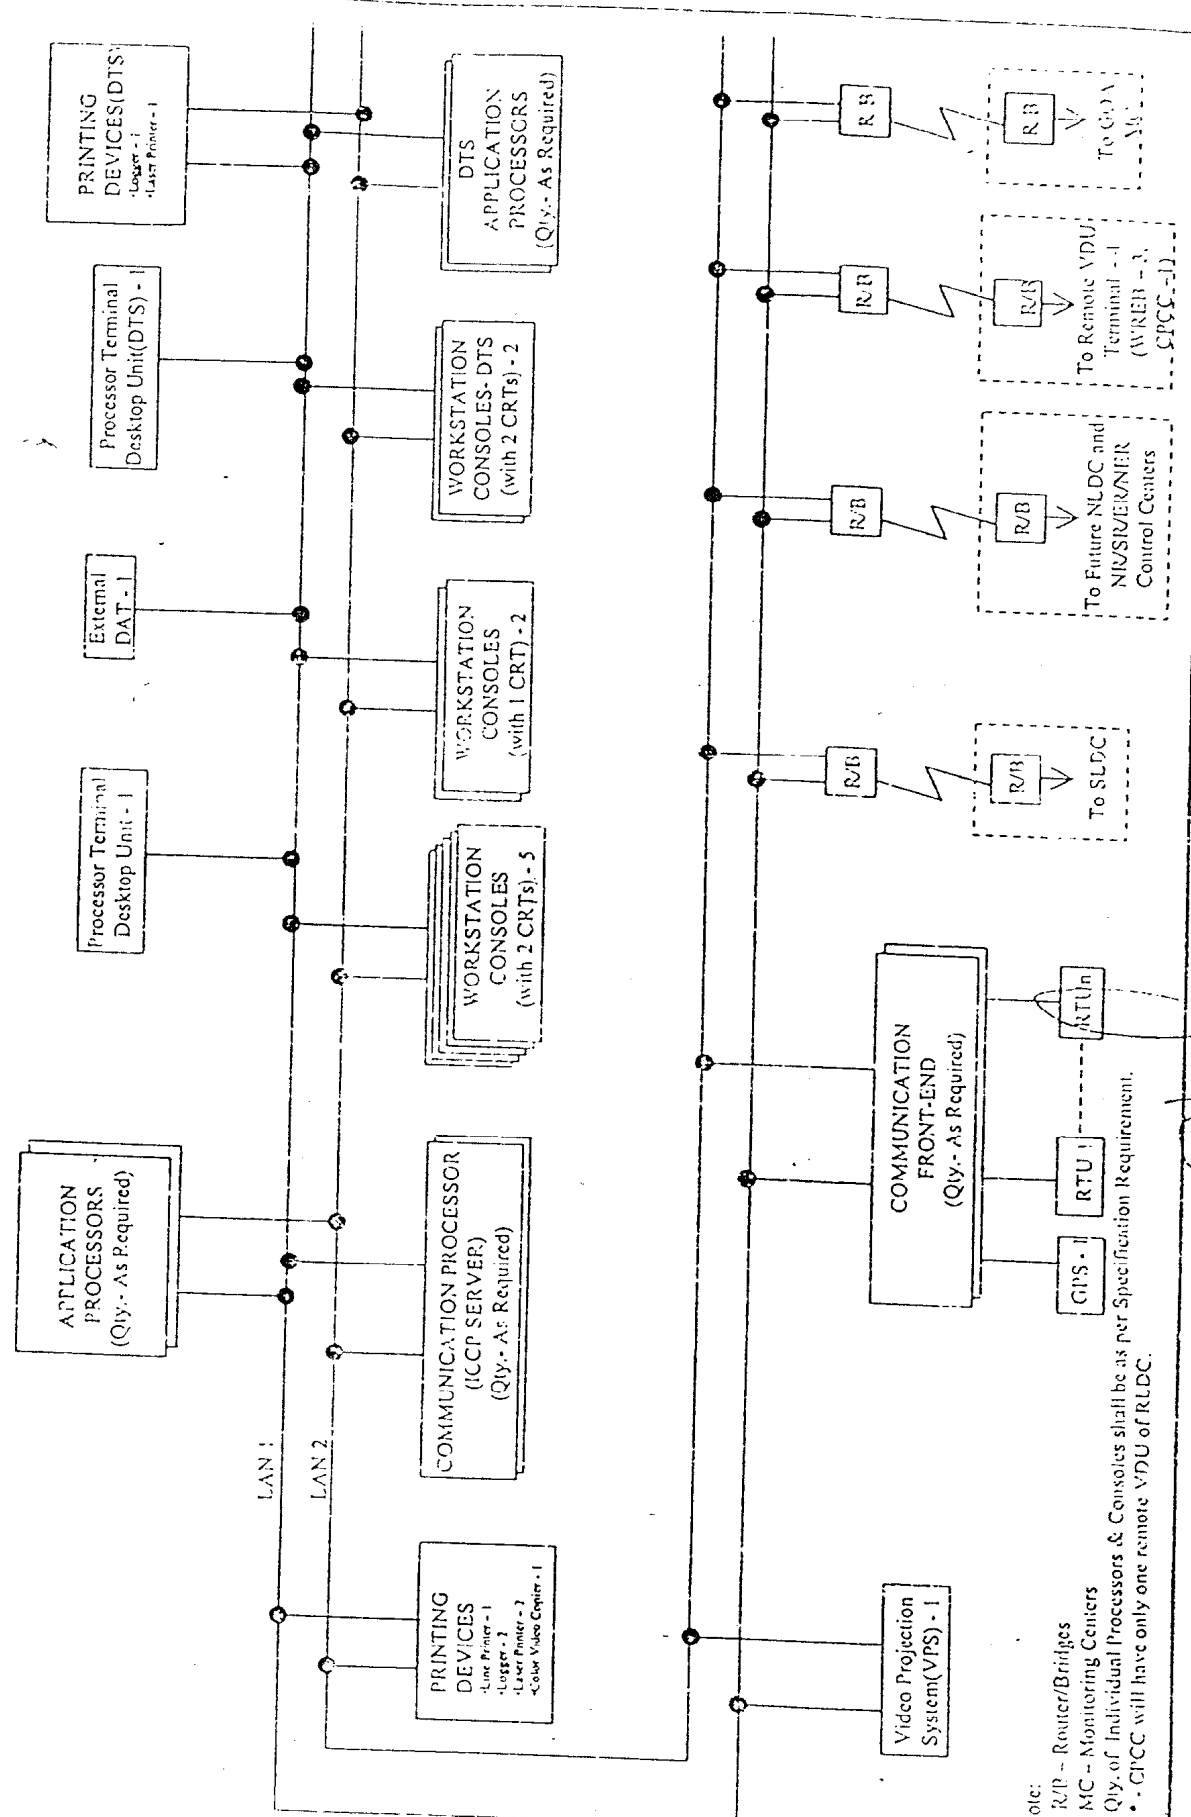 APPLICATION
PROCESSORS
(Qty.- As Required)
Processor Terminal
Desktop Unit - 1
External
DAT - 1
Processor Terminal
Desktop Unit(DTS) - 1
PRINTING
DEVICES(DTS)
·Logger - 1
·Laser Printer - 1
LAN 1
LAN 2
PRINTING
DEVICES
·Line Printer - 1
·Logger - 2
·Laser Printer - 2
·Color Video Copier - 1
COMMUNICATION PROCESSOR
(ICCP SERVER)
(Qty.- As Required)
WORKSTATION
CONSOLES
(with 2 CRTs) - 5
WORKSTATION
CONSOLES
(with 1 CRT) - 2
WORKSTATION
CONSOLES- DTS
(with 2 CRTs) - 2
DTS
APPLICATION
PROCESSORS
(Qty.- As Required)
Video Projection
System(VPS) - 1
COMMUNICATION
FRONT-END
(Qty.- As Required)
GPS - 1
RTU 1
RTU n
R/B
R/B
To SLDC
R/B
R/B
To Future NLDC and
NR/SR/ER/NER
Control Centers
R/B
R/B
To Remote VDU
Terminal
(WREB -
CPCC -1)
R B
R B
To GOA
MC
ote:
R/B - Router/Bridges
MC - Monitoring Centers
Qty.of Individual Processors & Consoles shall be as per Specification Requirement.
* - CPCC will have only one remote VDU of RLDC.